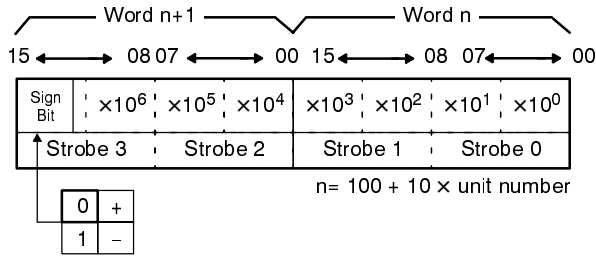 Word n+1 Word n
15 08 07 00 15 08 07 00
Sign Bit ×10⁶ ×10⁵ ×10⁴ ×10³ ×10² ×10¹ ×10⁰
Strobe 3 Strobe 2 Strobe 1 Strobe 0
n= 100 + 10 × unit number
0 +
1 −